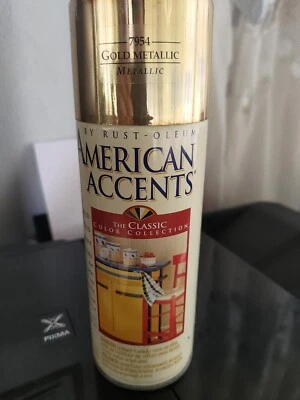 7954
GOLD METALLIC
METALLIC
BY RUST-OLEUM
AMERICAN
ACCENTS®
THE CLASSIC
COLOR COLLECTION
X
PIXMA